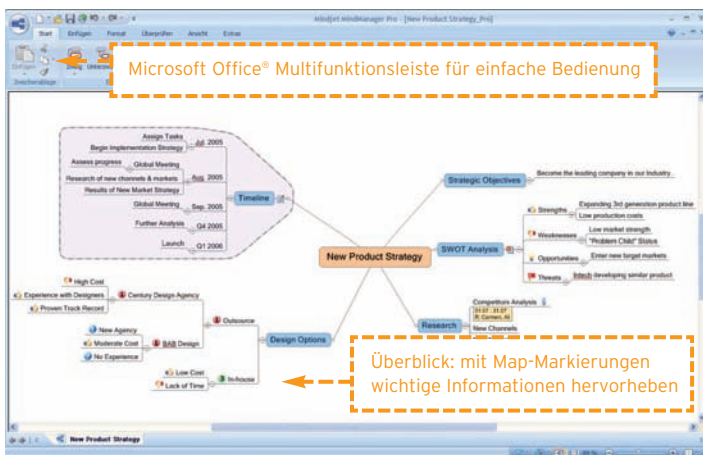 Mindjet MindManager Pro - [New Product Strategy_Pro]
Start Einfügen Format Überprüfen Ansicht Extras
Einfügen
Zwischenablage
Microsoft Office® Multifunktionsleiste für einfache Bedienung
Assign Tasks
Begin Implementation Strategy
Jul. 2005
Assess progress
Global Meeting
Research of new channels & markets
Results of New Market Strategy
Aug. 2005
Global Meeting
Sep. 2005
Further Analysis
Q4 2005
Launch
Q1 2006
Timeline
New Product Strategy
Strategic Objectives
Become the leading company in our Industry
SWOT Analysis
Strengths
Expanding 3rd generation product line
Low production costs
Weaknesses
Low market strength
"Problem Child" Status
Opportunities
Enter new target markets
Threats
Intech developing similar product
Research
Competitors Analysis
R: Carmen, Al
New Channels
Design Options
Outsource
Century Design Agency
High Cost
Experience with Designers
Proven Track Record
BAB Design
New Agency
Moderate Cost
No Experience
In-house
Low Cost
Lack of Time
Überblick: mit Map-Markierungen
wichtige Informationen hervorheben
New Product Strategy